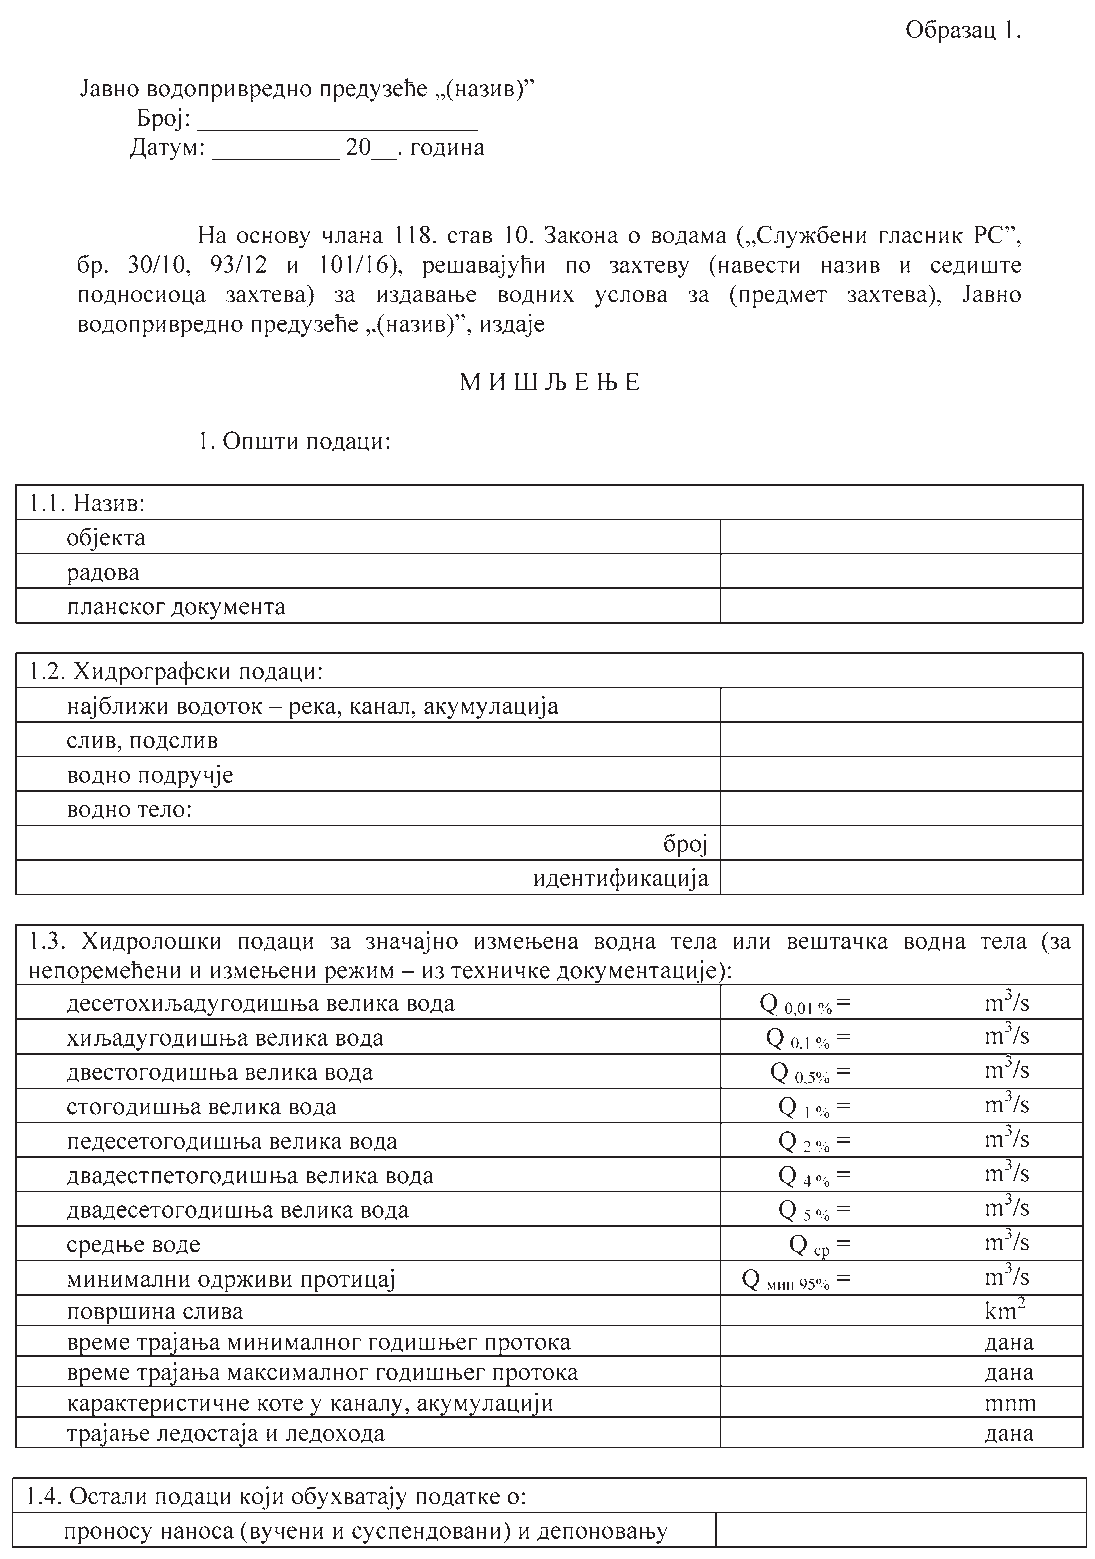 Образац 1.
Јавно водопривредно предузеће „(назив)”
Број: ______________________
Датум: __________ 20__. година
На основу члана 118. став 10. Закона о водама („Службени гласник РС”,
бр. 30/10, 93/12 и 101/16), решавајући по захтеву (навести назив и седиште
подносиоца захтева) за издавање водних услова за (предмет захтева), Јавно
водопривредно предузеће „(назив)”, издаје
М И Ш Љ Е Њ Е
1. Општи подаци:
1.1. Назив:
објекта
радова
планског документа
1.2. Хидрографски подаци:
најближи водоток – река, канал, акумулација
слив, подслив
водно подручје
водно тело:
број
идентификација
1.3. Хидролошки подаци за значајно измењена водна тела или вештачка водна тела (за
непоремећени и измењени режим – из техничке документације):
десетохиљадугодишња велика вода Q 0,01 % = m³/s
хиљадугодишња велика вода Q 0,1 % = m³/s
двестогодишња велика вода Q 0,5% = m³/s
стогодишња велика вода Q 1 % = m³/s
педесетогодишња велика вода Q 2 % = m³/s
двадестпетогодишња велика вода Q 4 % = m³/s
двадесетогодишња велика вода Q 5 % = m³/s
средње воде Q ср = m³/s
минимални одрживи протицај Q мин 95% = m³/s
површина слива km²
време трајања минималног годишњег протока дана
време трајања максималног годишњег протока дана
карактеристичне коте у каналу, акумулацији mnm
трајање ледостаја и ледохода дана
1.4. Остали подаци који обухватају податке о:
проносу наноса (вучени и суспендовани) и депоновању